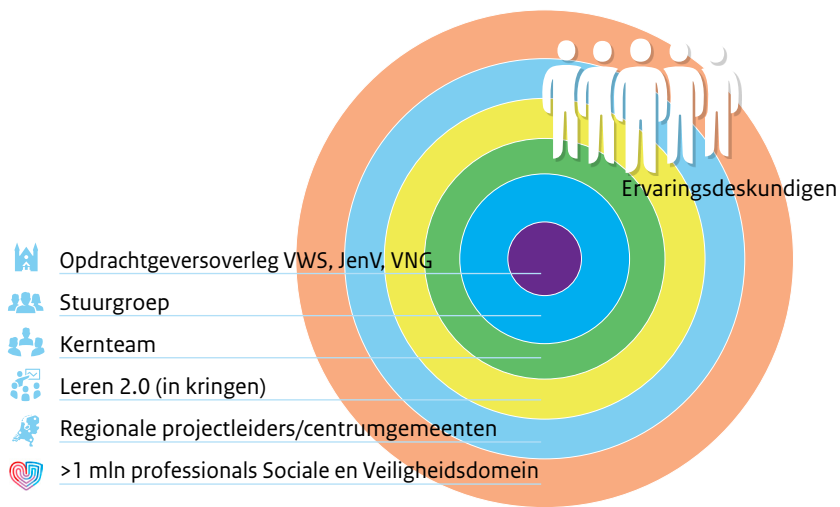 Ervaringsdeskundigen
Opdrachtgeversoverleg VWS, JenV, VNG
Stuurgroep
Kernteam
Leren 2.0 (in kringen)
Regionale projectleiders/centrumgemeenten
>1 mln professionals Sociale en Veiligheidsdomein